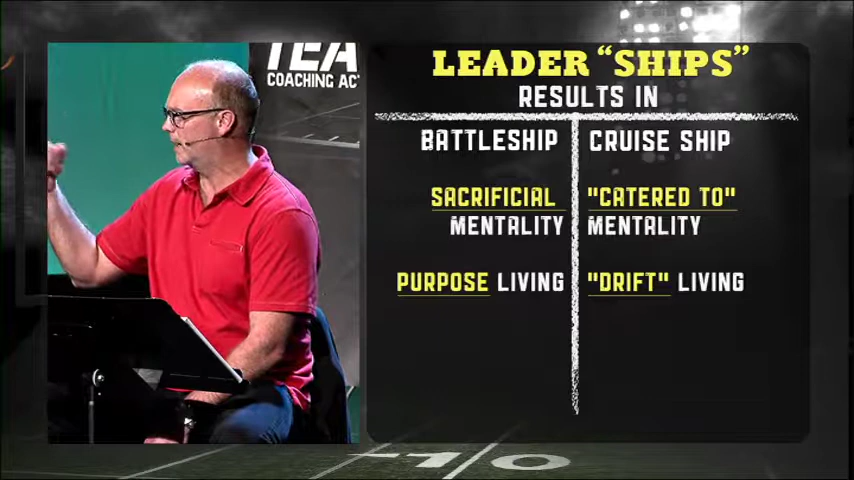 COACHING AC
LEADER “SHIPS”
RESULTS IN
BATTLESHIP CRUISE SHIP
SACRIFICIAL "CATERED TO"
MENTALITY MENTALITY
PURPOSE LIVING "DRIFT" LIVING
10